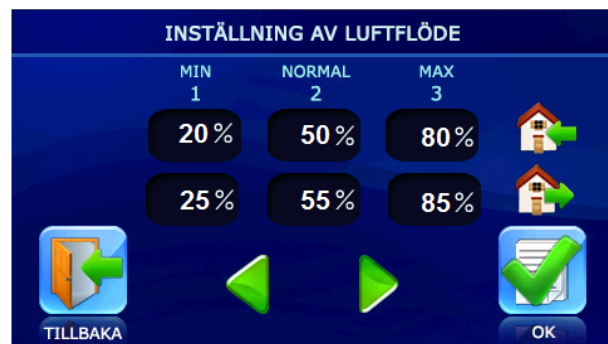 INSTÄLLNING AV LUFTFLÖDE
MIN NORMAL MAX
1 2 3
20% 50% 80%
25% 55% 85%
TILLBAKA OK